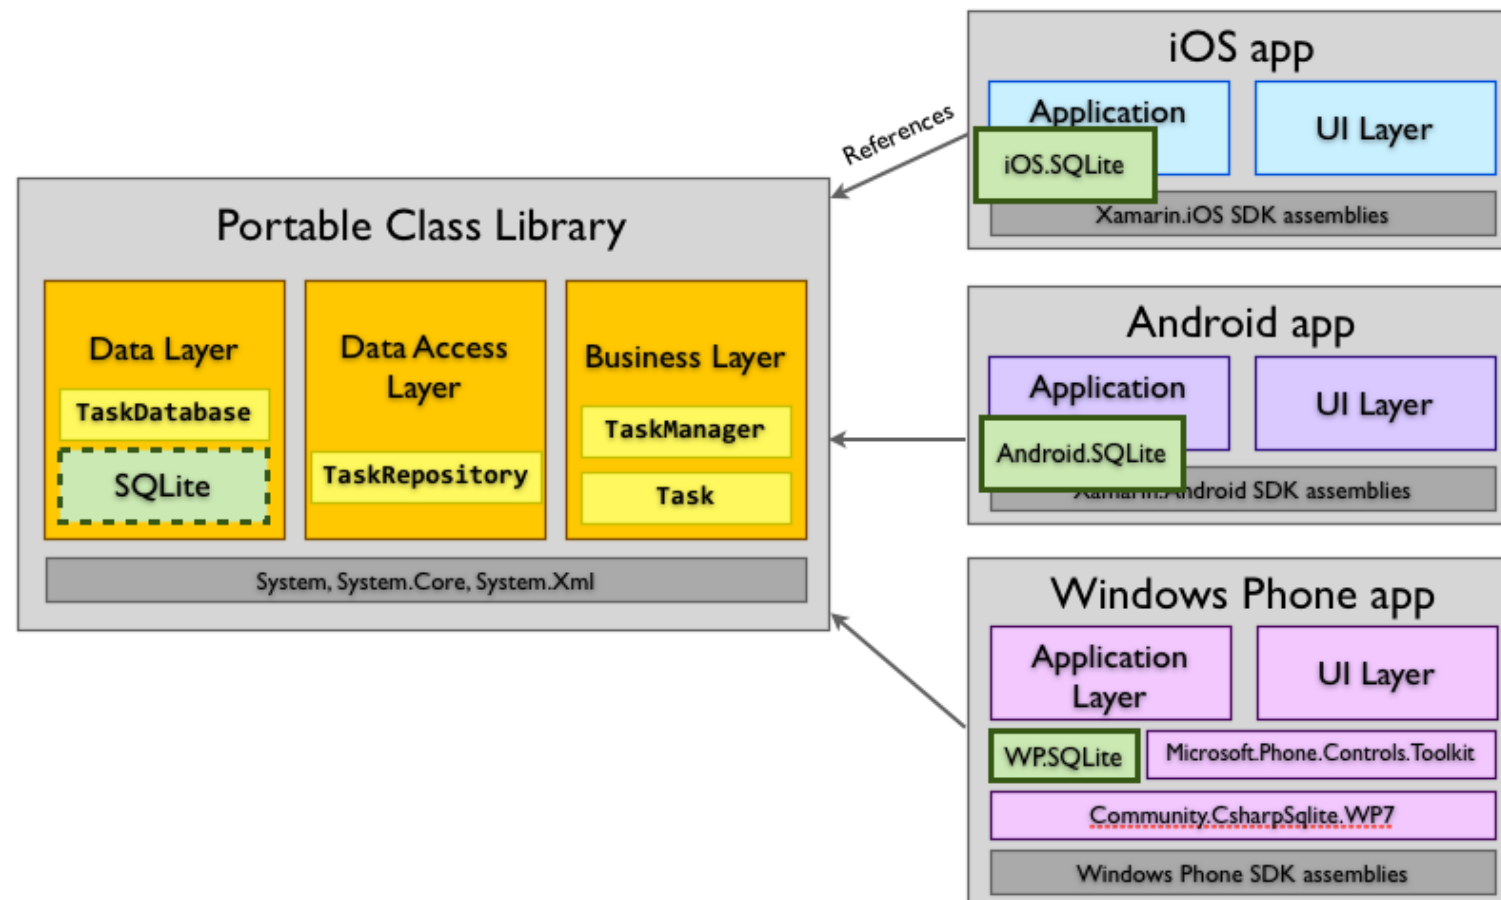 iOS app
Application
UI Layer
iOS.SQLite
Xamarin.iOS SDK assemblies
References
Portable Class Library
Data Layer
TaskDatabase
SQLite
Data Access
Layer
TaskRepository
Business Layer
TaskManager
Task
System, System.Core, System.Xml
Android app
Application
UI Layer
Android.SQLite
Xamarin.Android SDK assemblies
Windows Phone app
Application
Layer
UI Layer
WP.SQLite
Microsoft.Phone.Controls.Toolkit
Community.CsharpSqlite.WP7
Windows Phone SDK assemblies